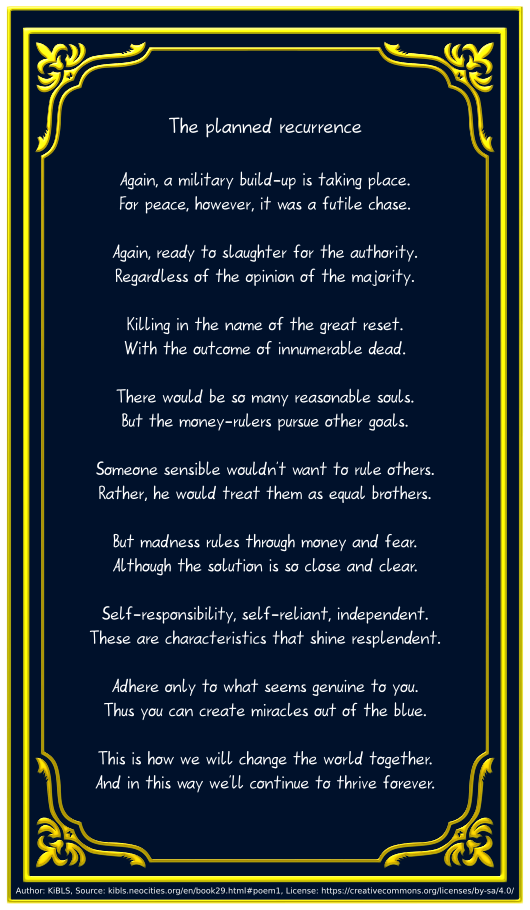 The planned recurrence
Again, a military build-up is taking place.
For peace, however, it was a futile chase.
Again, ready to slaughter for the authority.
Regardless of the opinion of the majority.
Killing in the name of the great reset.
With the outcome of innumerable dead.
There would be so many reasonable souls.
But the money-rulers pursue other goals.
Someone sensible wouldn't want to rule others.
Rather, he would treat them as equal brothers.
But madness rules through money and fear.
Although the solution is so close and clear.
Self-responsibility, self-reliant, independent.
These are characteristics that shine resplendent.
Adhere only to what seems genuine to you.
Thus you can create miracles out of the blue.
This is how we will change the world together.
And in this way we'll continue to thrive forever.
Author: KiBLS, Source: kibls.neocities.org/en/book29.html#poem1, License: https://creativecommons.org/licenses/by-sa/4.0/